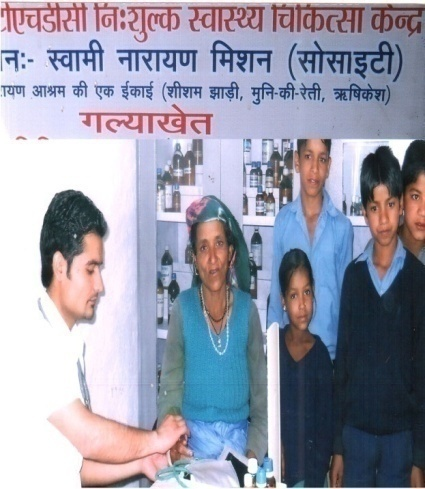 टीएचडीसी निःशुल्क स्वास्थ्य चिकित्सा केन्द्र
नः- स्वामी नारायण मिशन (सोसाइटी)
रायण आश्रम की एक ईकाई (शीशम झाड़ी, मुनि-की-रेती, ऋषिकेश)
गल्याखेत